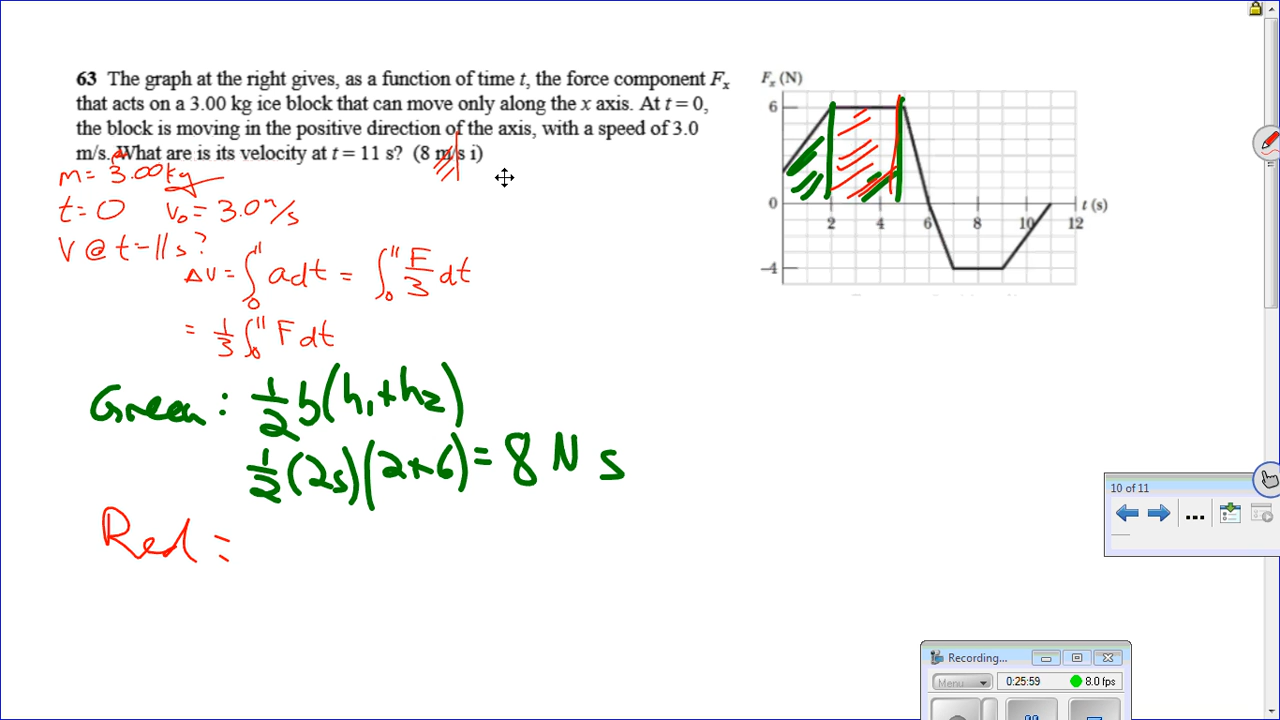 63 The graph at the right gives, as a function of time t, the force component Fₓ
that acts on a 3.00 kg ice block that can move only along the x axis. At t = 0,
the block is moving in the positive direction of the axis, with a speed of 3.0
m/s. What are is its velocity at t = 11 s? (8 m/s i)
m = 3.00 kg
t = 0 v₀ = 3.0 m/s
V @ t = 11 s?
ΔV = ∫₀¹¹ a dt = ∫₀¹¹ F/3 dt
= 1/3 ∫₀¹¹ F dt
Green : 1/2 b(h₁+h₂)
1/2 (2s)(2+6) = 8 N s
Red =
Fₓ (N)
6
0
-4
2 4 6 8 10 12
t (s)
10 of 11
...
Recording...
Menu
0:25:59
8.0 fps